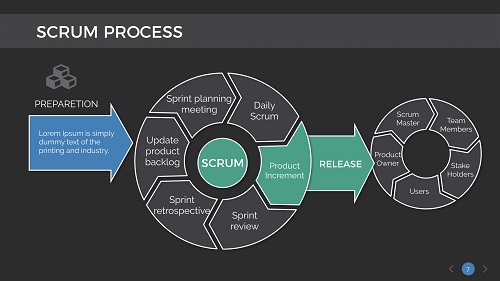 SCRUM PROCESS
PREPARETION
Lorem Ipsum is simply
dummy text of the
printing and industry.
Sprint planning
meeting
Daily
Scrum
Update
product
backlog
SCRUM
Product
Increment
Sprint
retrospective
Sprint
review
RELEASE
Scrum
Master
Team
Members
Product
Owner
Stake
Holders
Users
7